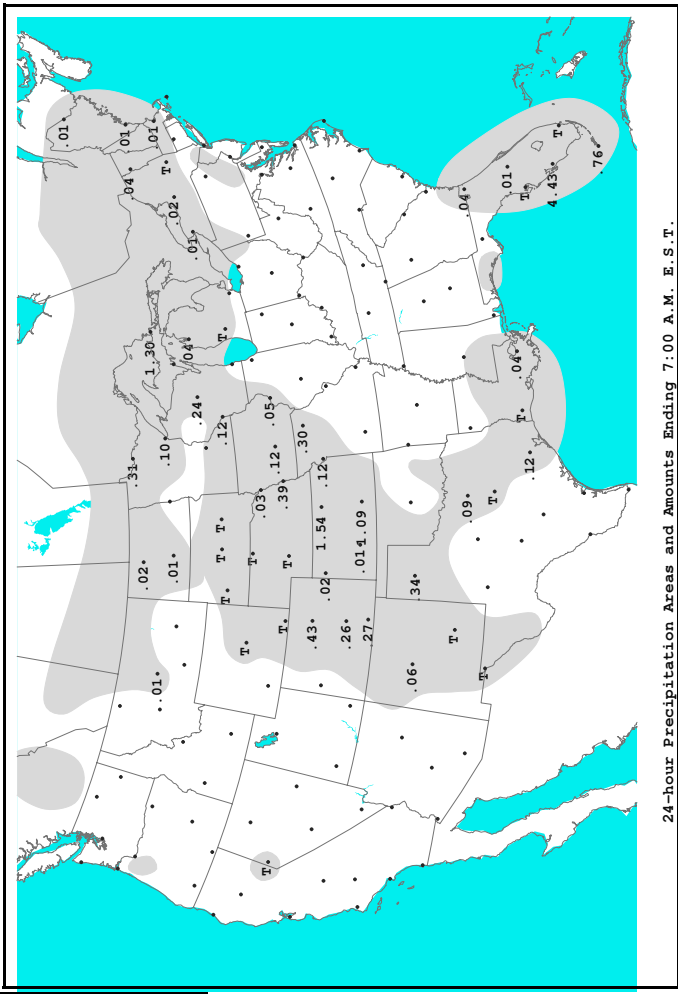 .01
.01
.04
.31
.02
1.30
.01
.01
.10
T
.02
.01
.04
.01
.24
T
.12
T
T
T
T
T
.03
T
.05
.12
.39
T
T
.30
.43
1.54
.12
.02
.26
.01
1.09
.27
.06
.34
T
.04
.09
T
T
.01
.04
T
T
.12
4.43
T
.76
24-hour Precipitation Areas and Amounts Ending 7:00 A.M. E.S.T.